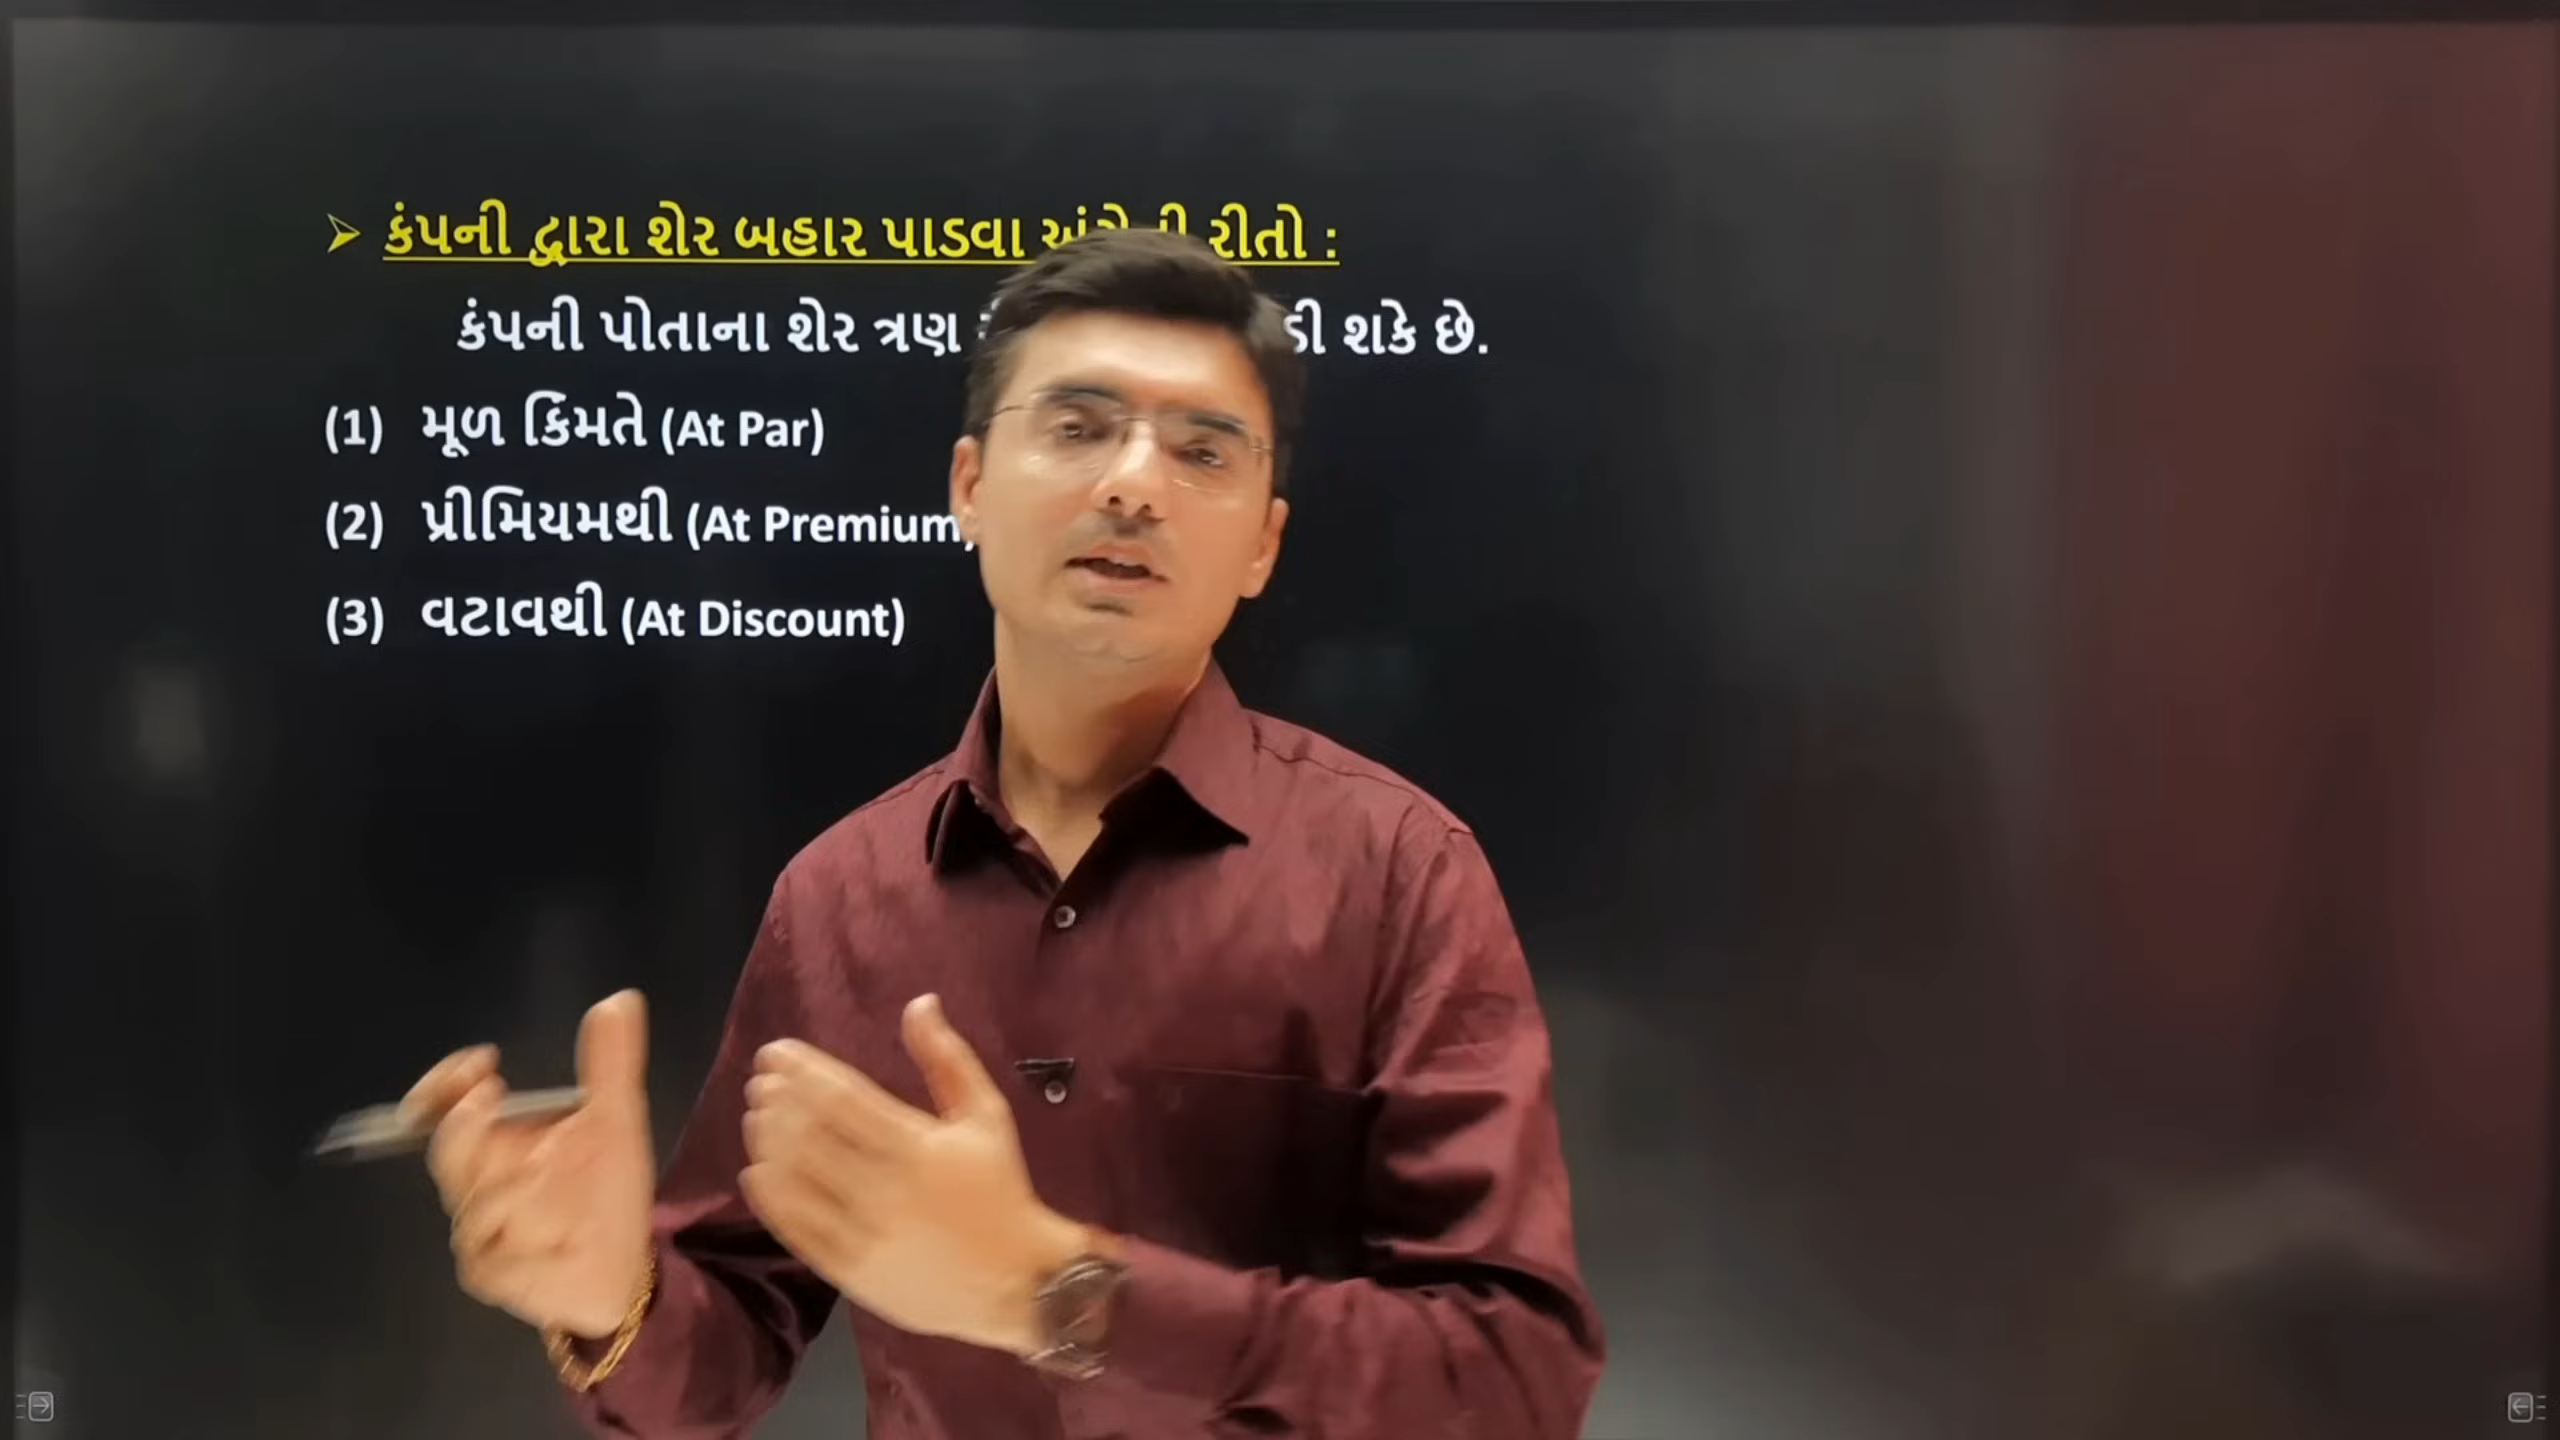 ➤ કંપની દ્વારા શેર બહાર પાડવા રીતો :
કંપની પોતાના શેર ત્રણ શકે છે.
(1) મૂળ કિંમતે (At Par)
(2) પ્રીમિયમથી (At Premium)
(3) વટાવથી (At Discount)